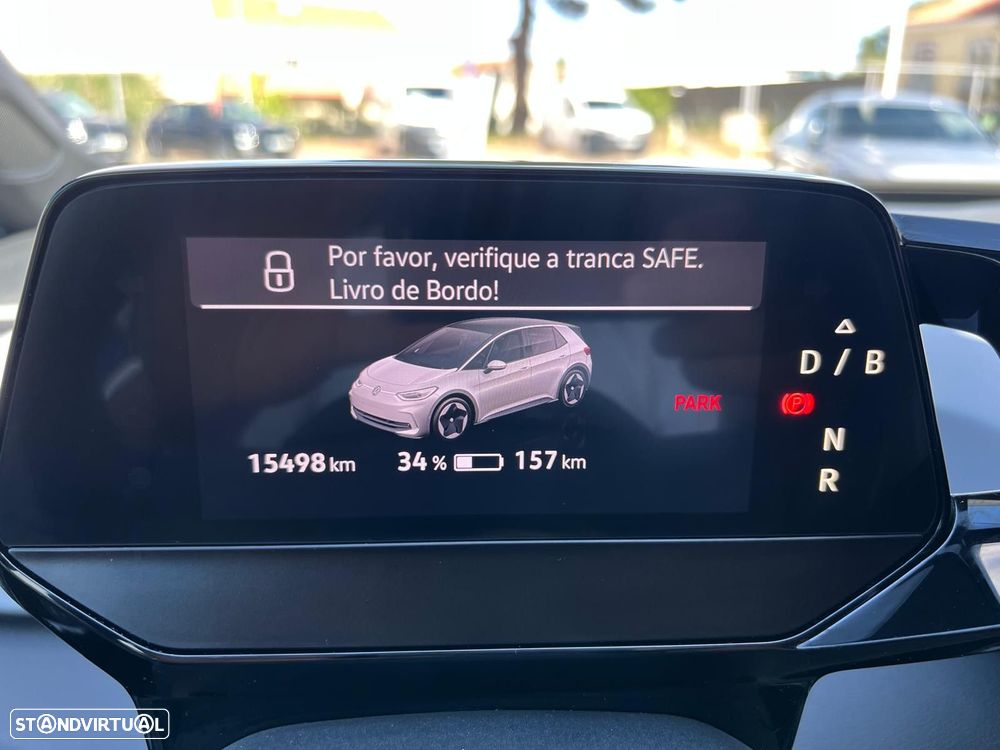 Por favor, verifique a tranca SAFE.
Livro de Bordo!
D / B
PARK
P
N
R
15498 km
34 %
157 km
STANDVIRTUAL